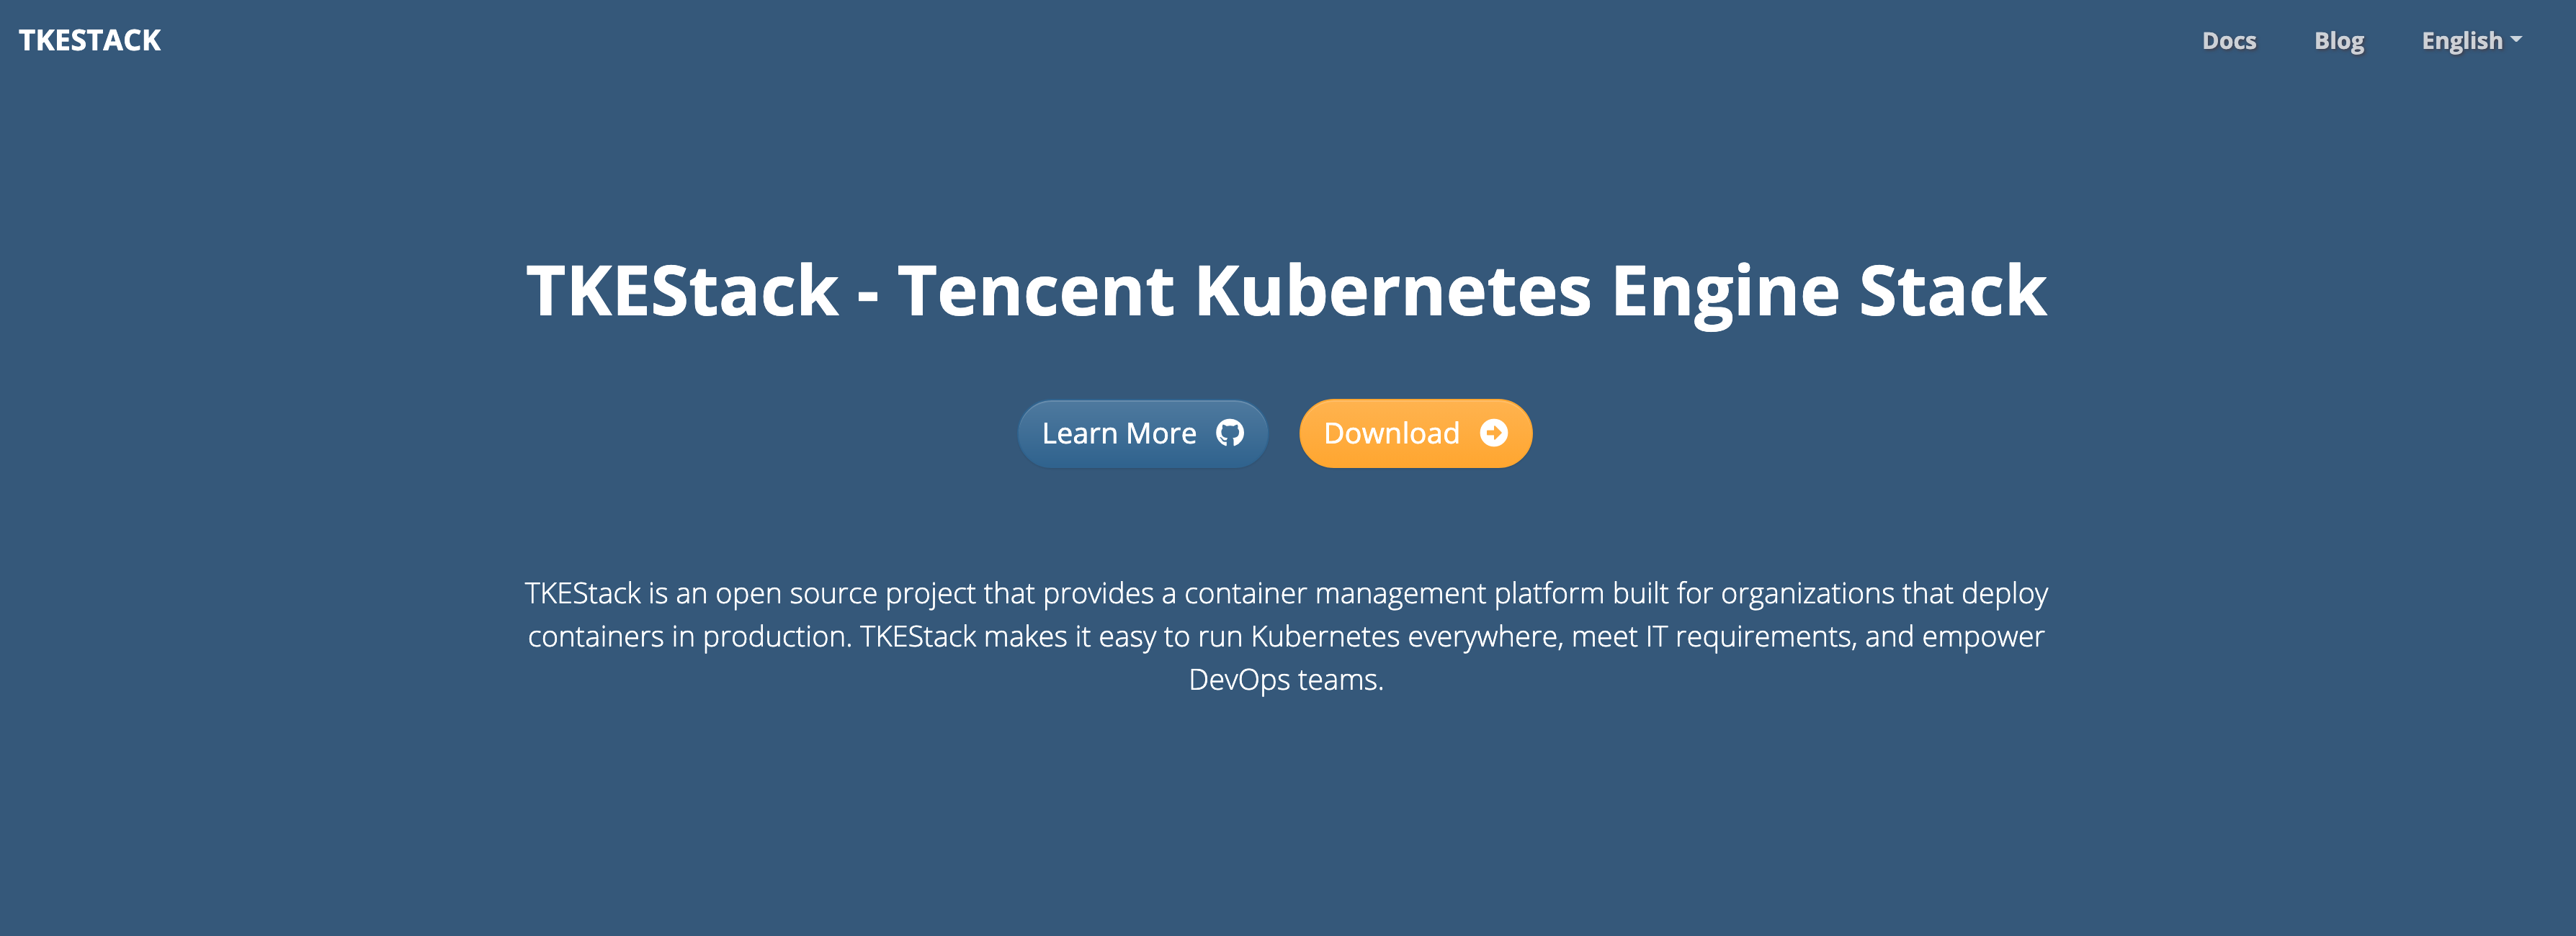 TKESTACK
Docs
Blog
English
TKEStack - Tencent Kubernetes Engine Stack
Learn More
Download
TKEStack is an open source project that provides a container management platform built for organizations that deploy
containers in production. TKEStack makes it easy to run Kubernetes everywhere, meet IT requirements, and empower
DevOps teams.